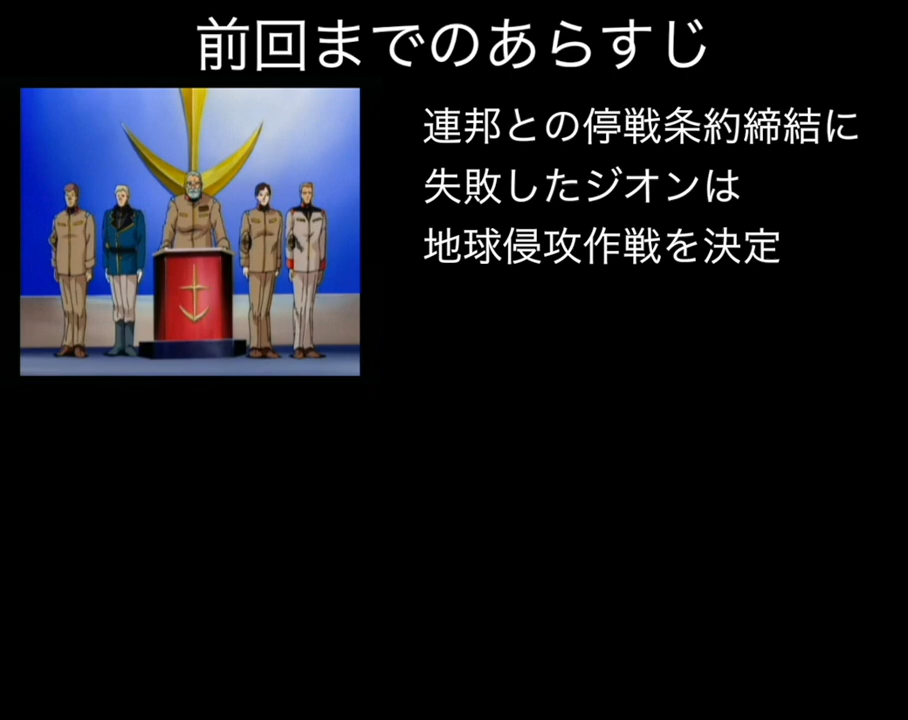 前回までのあらすじ
連邦との停戦条約締結に
失敗したジオンは
地球侵攻作戦を決定